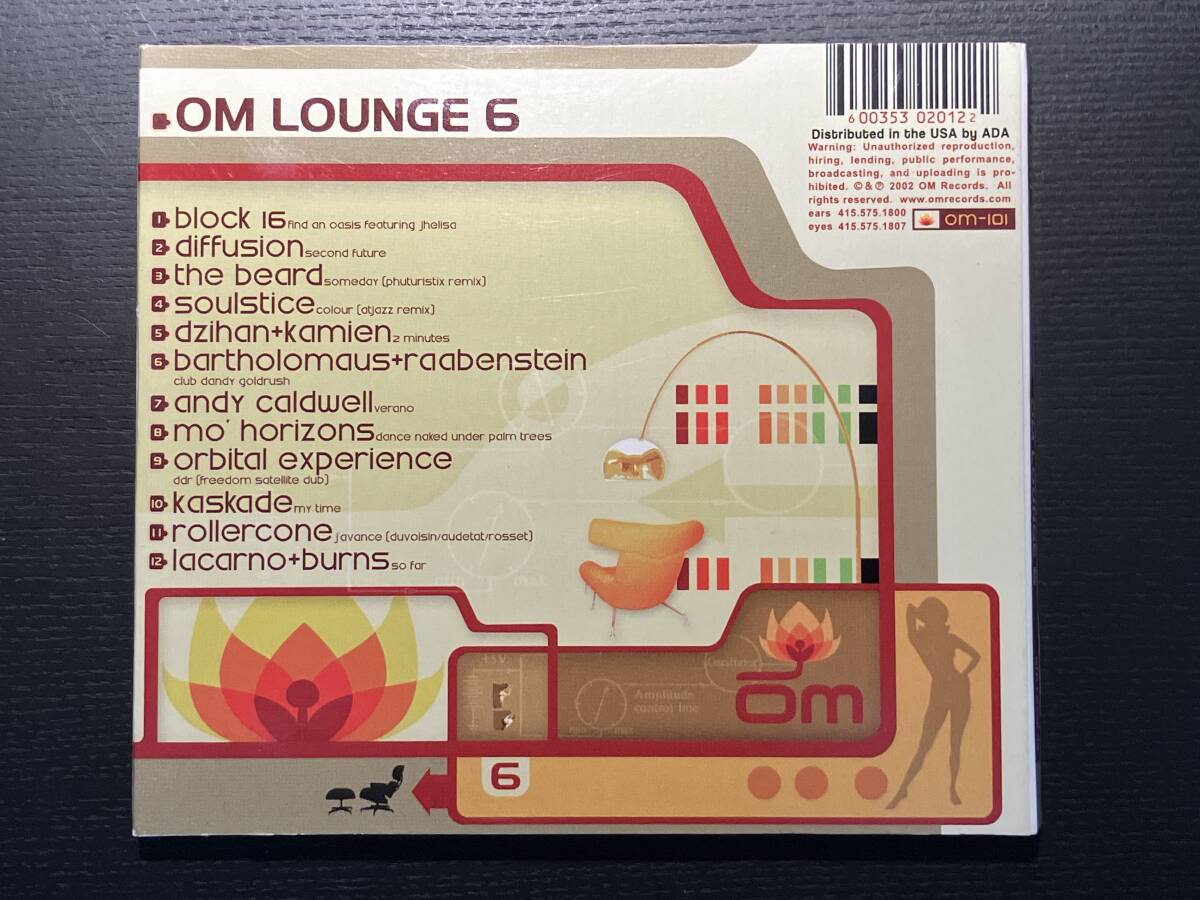 OM LOUNGE 6
6 00353 02012 2
Distributed in the USA by ADA
Warning: Unauthorized reproduction,
hiring, lending, public performance,
broadcasting, and uploading is pro-
hibited. © & ℗ 2002 OM Records. All
rights reserved. www.omrecords.com
ears 415.575.1800
eyes 415.575.1807
om-101
1 block 16 find an oasis featuring jhelisa
2 diffusion second future
3 the beard someday (phuturistix remix)
4 soulstice colour (atjazz remix)
5 dzihan+kamien 2 minutes
6 bartholomaus+raabenstein
club dandy goldrush
7 andy caldwell verano
8 mo' horizons dance naked under palm trees
9 orbital experience
ddr (freedom satellite dub)
10 kaskade my time
11 rollercone j'avance (duvoisin/audetat/rosset)
12 lacarno+burns so far
min max
Oscillator
Amplitude
control line
min max
om
6